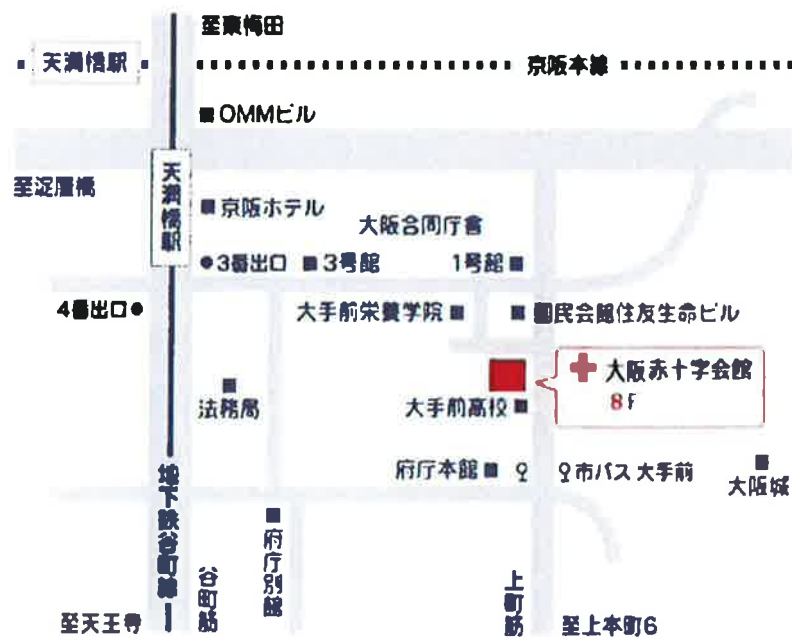 至東梅田
天満橋駅
京阪本線
OMMビル
至淀屋橋
天満橋駅
京阪ホテル
大阪合同庁舎
3番出口
3号館
1号館
4番出口
大手前栄養学院
國民会館住友生命ビル
大阪赤十字会館
8F
法務局
大手前高校
府庁本館
市バス 大手前
大阪城
地下鉄谷町線
府庁別館
谷町筋
上町筋
至天王寺
至上本町6